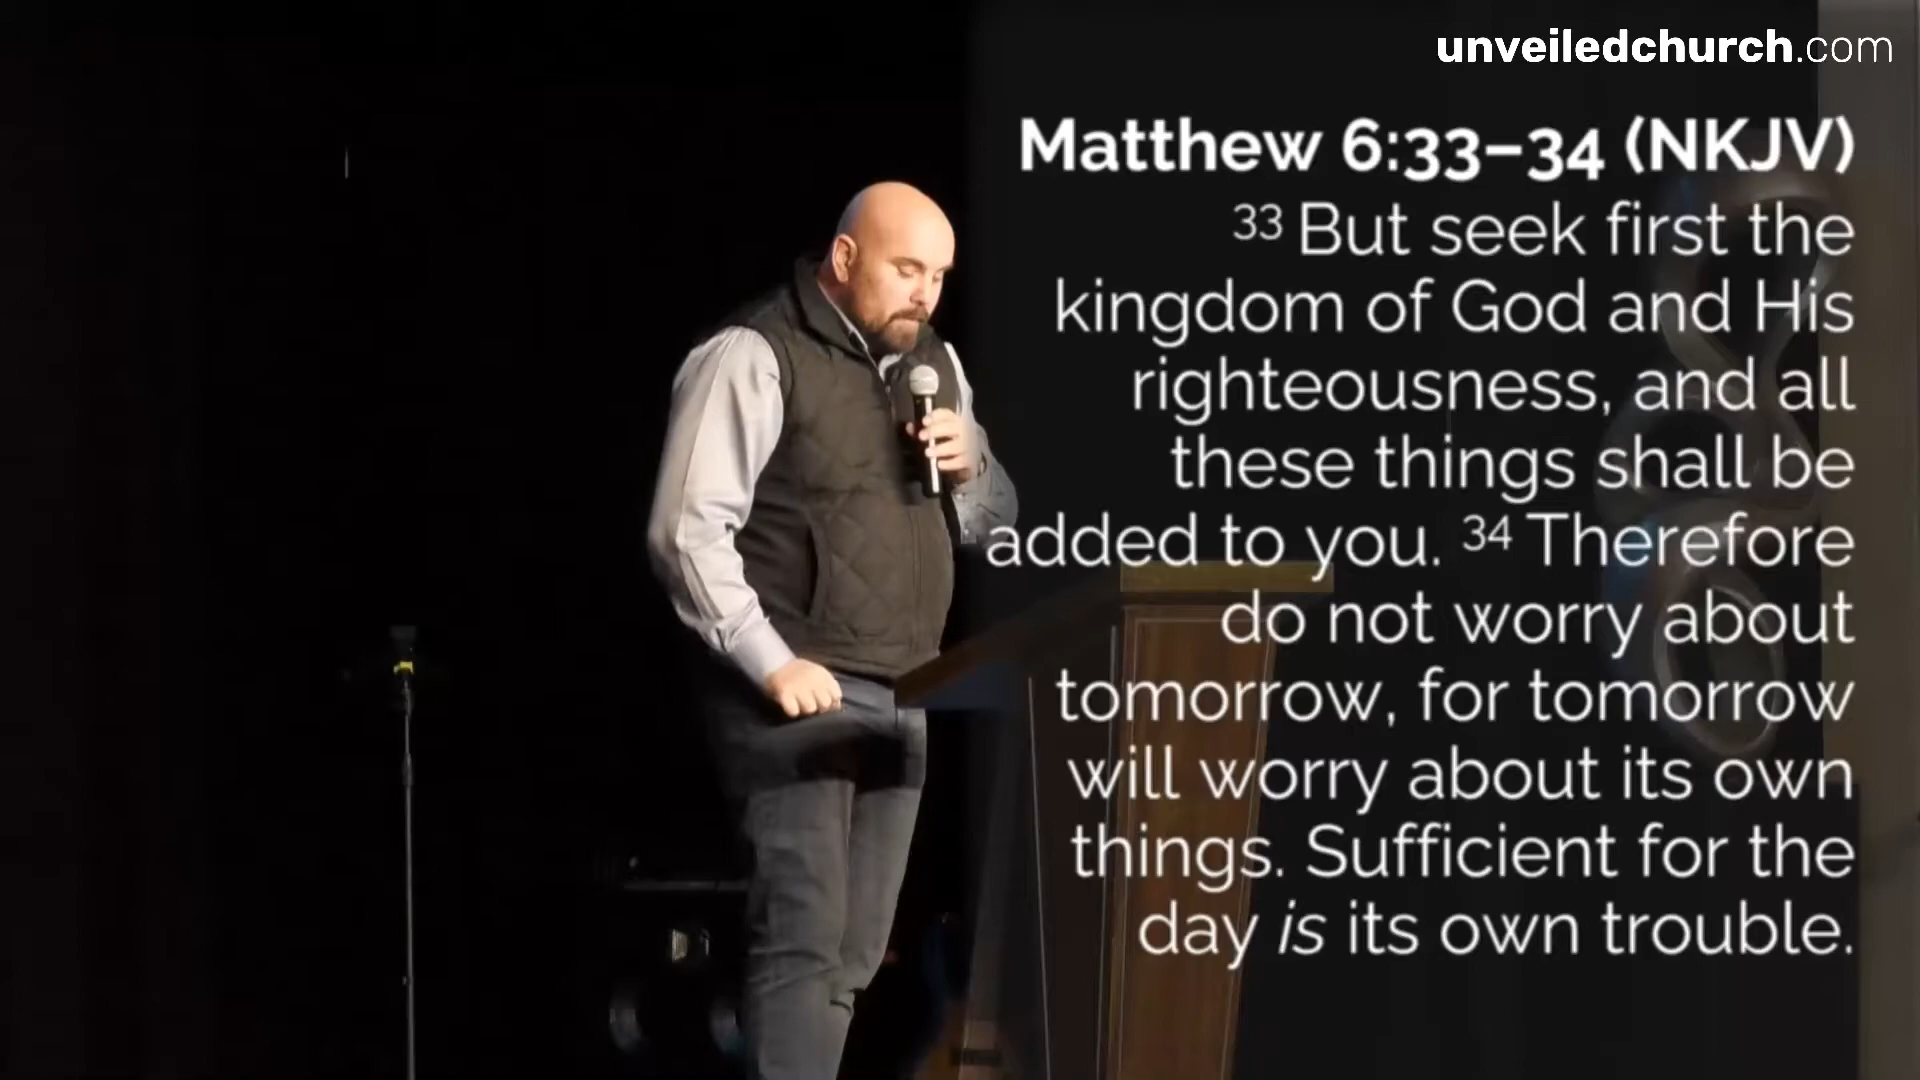 unveiledchurch.com
Matthew 6:33–34 (NKJV)
33 But seek first the
kingdom of God and His
righteousness, and all
these things shall be
added to you. 34 Therefore
do not worry about
tomorrow, for tomorrow
will worry about its own
things. Sufficient for the
day is its own trouble.